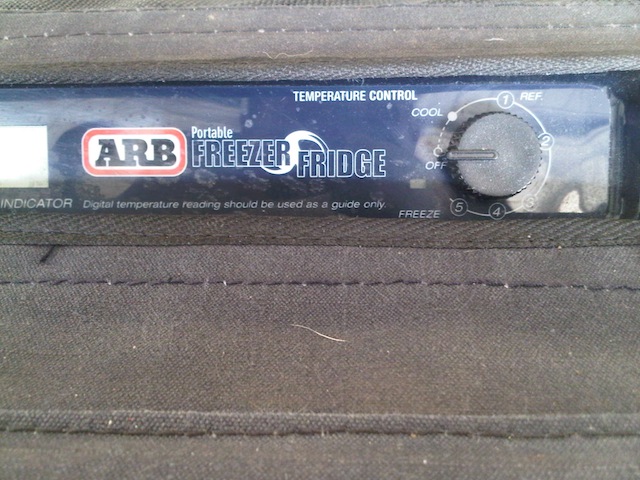 TEMPERATURE CONTROL
COOL
1
REF.
ARB
Portable
FREEZER FRIDGE
2
OFF
INDICATOR
Digital temperature reading should be used as a guide only.
FREEZE
5
4
3